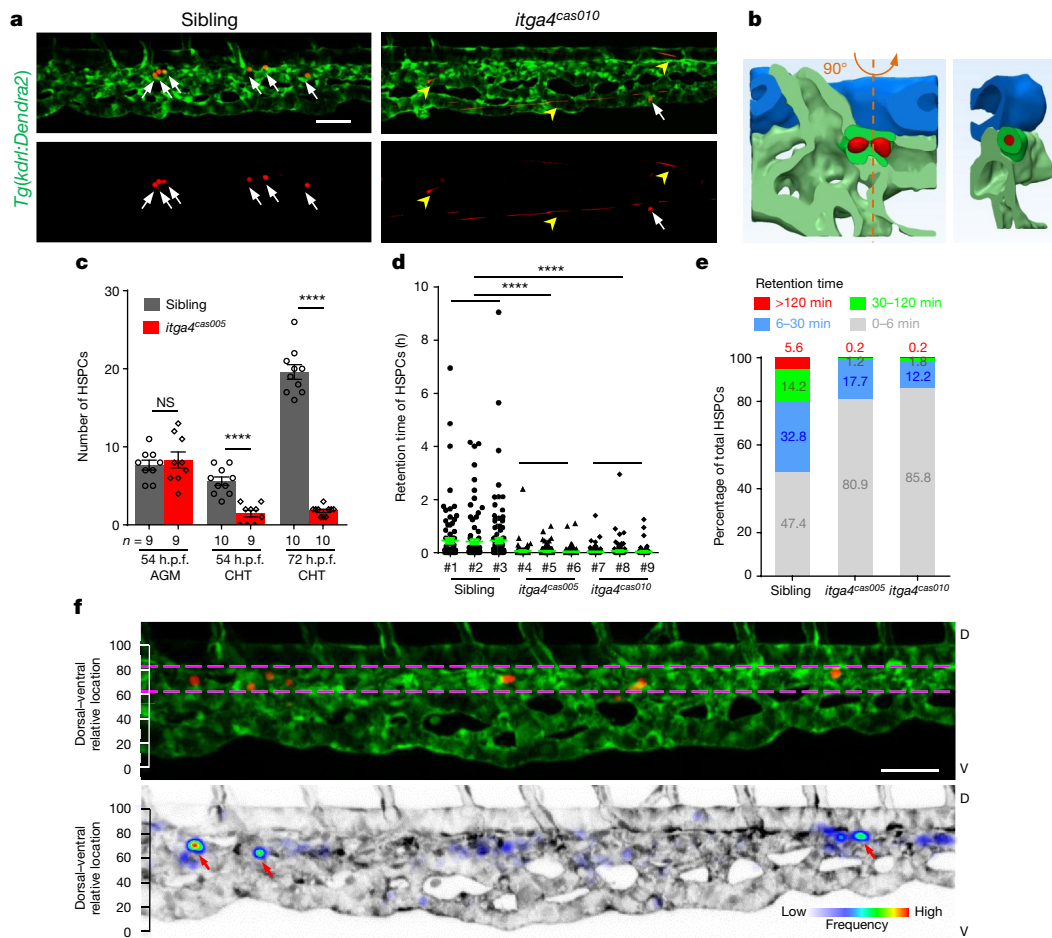 a
Sibling
itga4cas010
Tg(kdrl:Dendra2)
b
90°
c
Number of HSPCs
30
20
10
0
Sibling
itga4cas005
NS
****
****
n = 9 9 10 9 10 10
54 h.p.f. 54 h.p.f. 72 h.p.f.
AGM CHT CHT
d
Retention time of HSPCs (h)
10
8
6
4
2
0
****
****
#1 #2 #3 #4 #5 #6 #7 #8 #9
Sibling itga4cas005 itga4cas010
e
Retention time
>120 min 30–120 min
6–30 min 0–6 min
Percentage of total HSPCs
100
80
60
40
20
0
5.6 0.2 0.2
14.2 1.2 1.8
32.8 17.7 12.2
47.4 80.9 85.8
Sibling itga4cas005 itga4cas010
f
Dorsal–ventral
relative location
100
80
60
40
20
0
D
V
Dorsal–ventral
relative location
100
80
60
40
20
0
D
V
Low High
Frequency